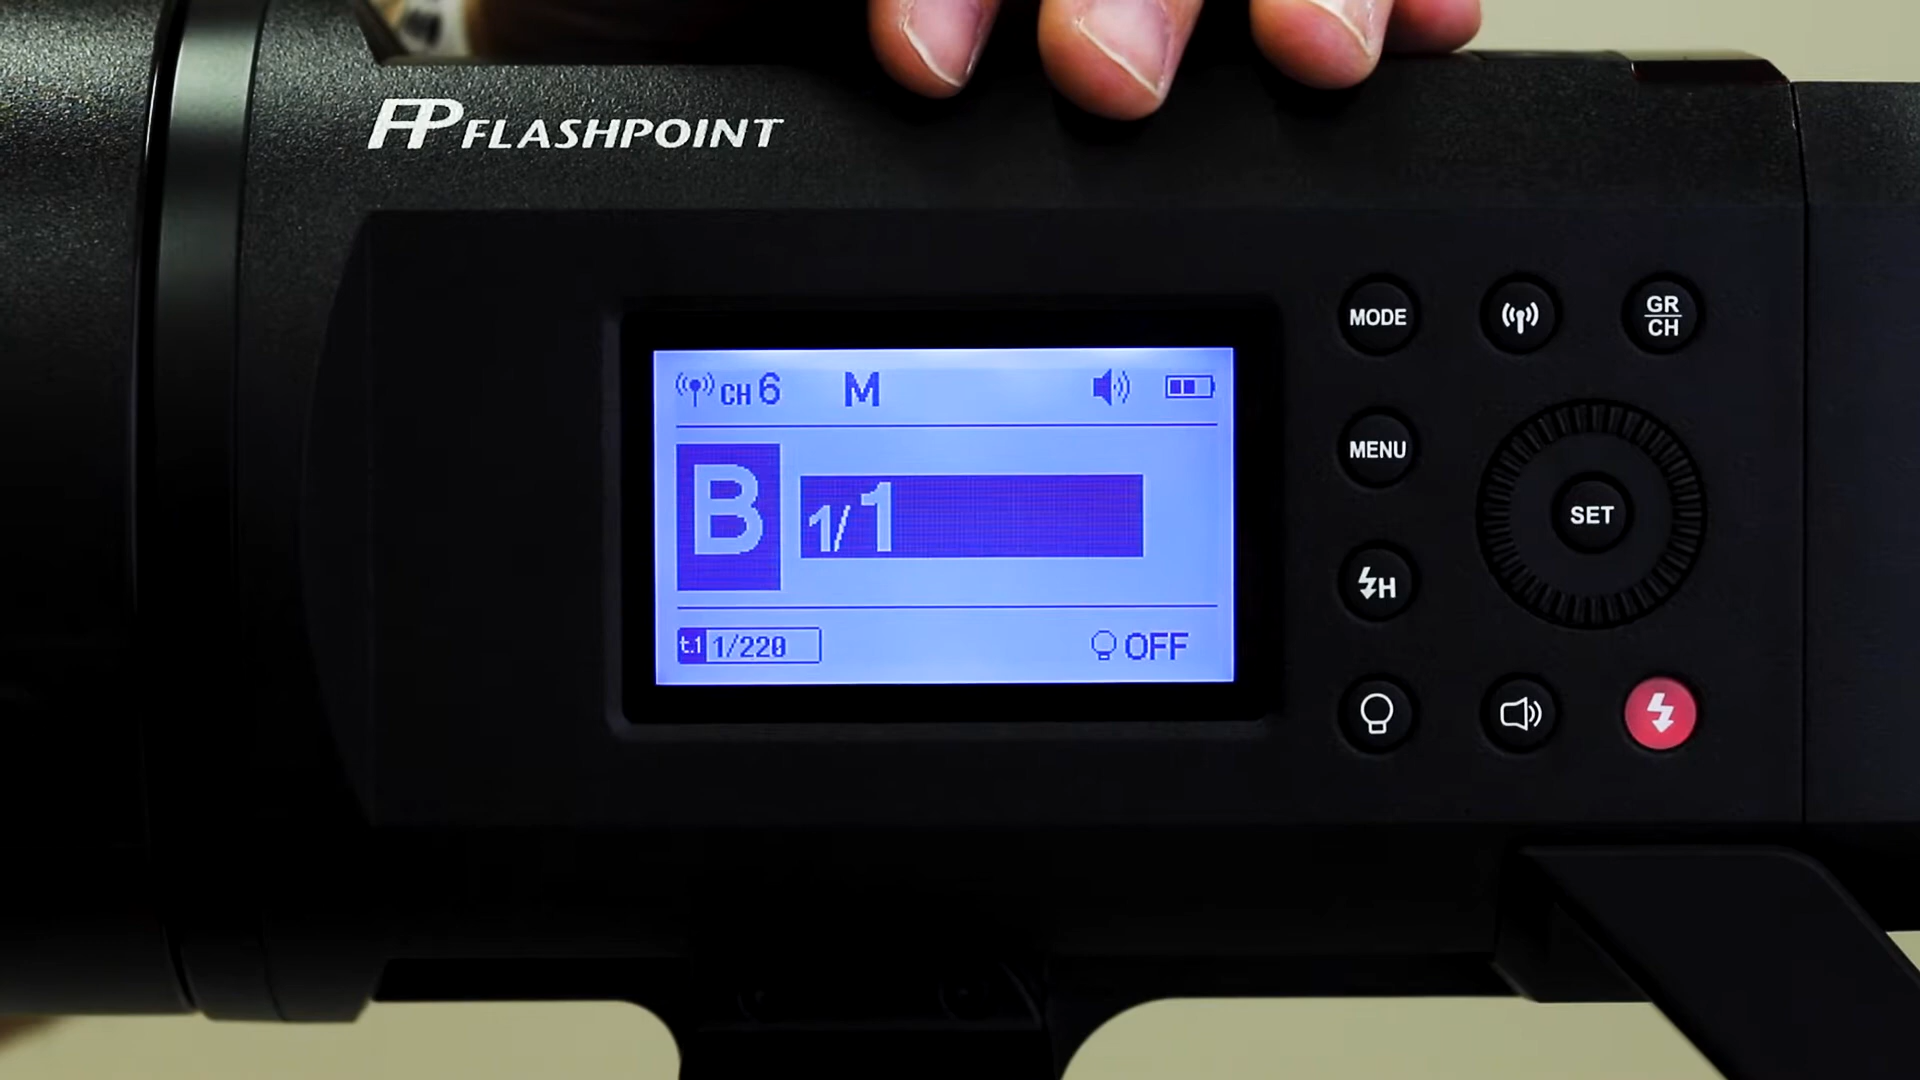 FP FLASHPOINT
CH 6 M
B 1/1
t.1 1/220 OFF
MODE
GR
CH
MENU
SET
H